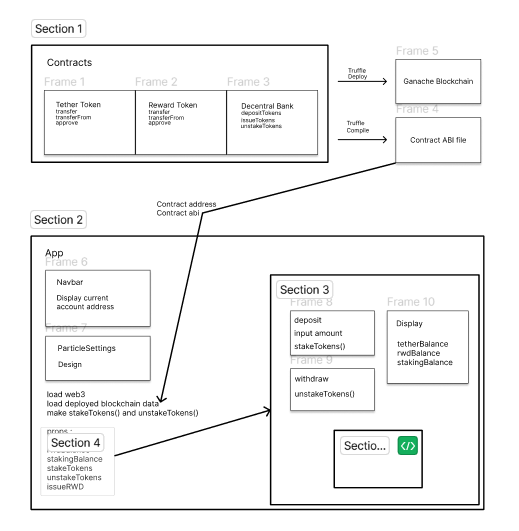 Section 1
Contracts
Frame 1
Tether Token
transfer
transferFrom
approve
Frame 2
Reward Token
transfer
transferFrom
approve
Frame 3
Decentral Bank
depositTokens
issueTokens
unstakeTokens
Truffle
Deploy
Truffle
Compile
Frame 5
Ganache Blockchain
Frame 4
Contract ABI file
Contract address
Contract abi
Section 2
App
Frame 6
Navbar
Display current
account address
Frame 7
ParticleSettings
Design
load web3
load deployed blockchain data
make stakeTokens() and unstakeTokens()
props :
Section 4
stakingBalance
stakeTokens
unstakeTokens
issueRWD
Section 3
Frame 8
deposit
input amount
stakeTokens()
Frame 9
withdraw
unstakeTokens()
Frame 10
Display
tetherBalance
rwdBalance
stakingBalance
Sectio...
</>